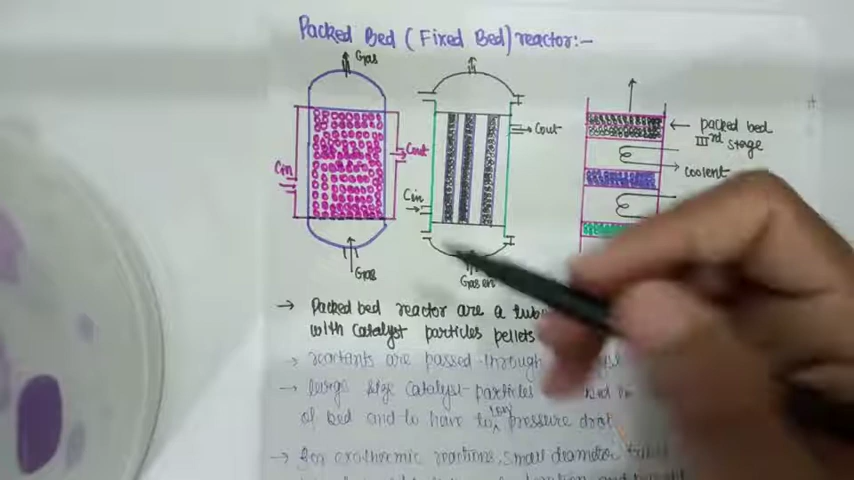 Packed Bed (Fixed Bed) reactor:-
Gas
Cin
Cout
Gas
Cout
Cin
Gas en
packed bed
IIIrd stage
coolent
→ Packed bed reactor are a
with Catalyst particles pellets
→ reactants are passed through
→ large size catalyst particles
of bed and to have low pressure drop
→ for exothermic reactions, small diameter